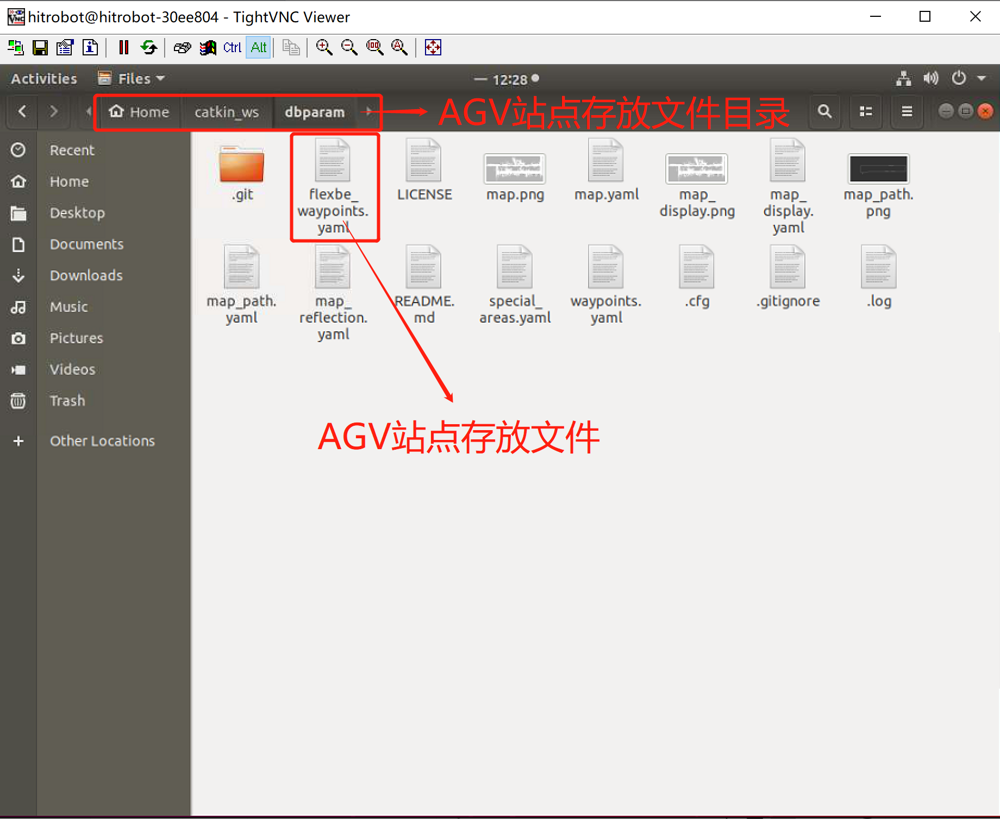 hitrobot@hitrobot-30ee804 - TightVNC Viewer
Ctrl Alt
Activities Files 12:28
Home catkin_ws dbparam AGV站点存放文件目录
Recent
Home
Desktop
Documents
Downloads
Music
Pictures
Videos
Trash
Other Locations
.git
flexbe_
waypoints.
yaml
LICENSE
map.png
map.yaml
map_
display.png
map_
display.
yaml
map_path.
png
map_path.
yaml
map_
reflection.
yaml
README.
md
special_
areas.yaml
waypoints.
yaml
.cfg
.gitignore
.log
AGV站点存放文件